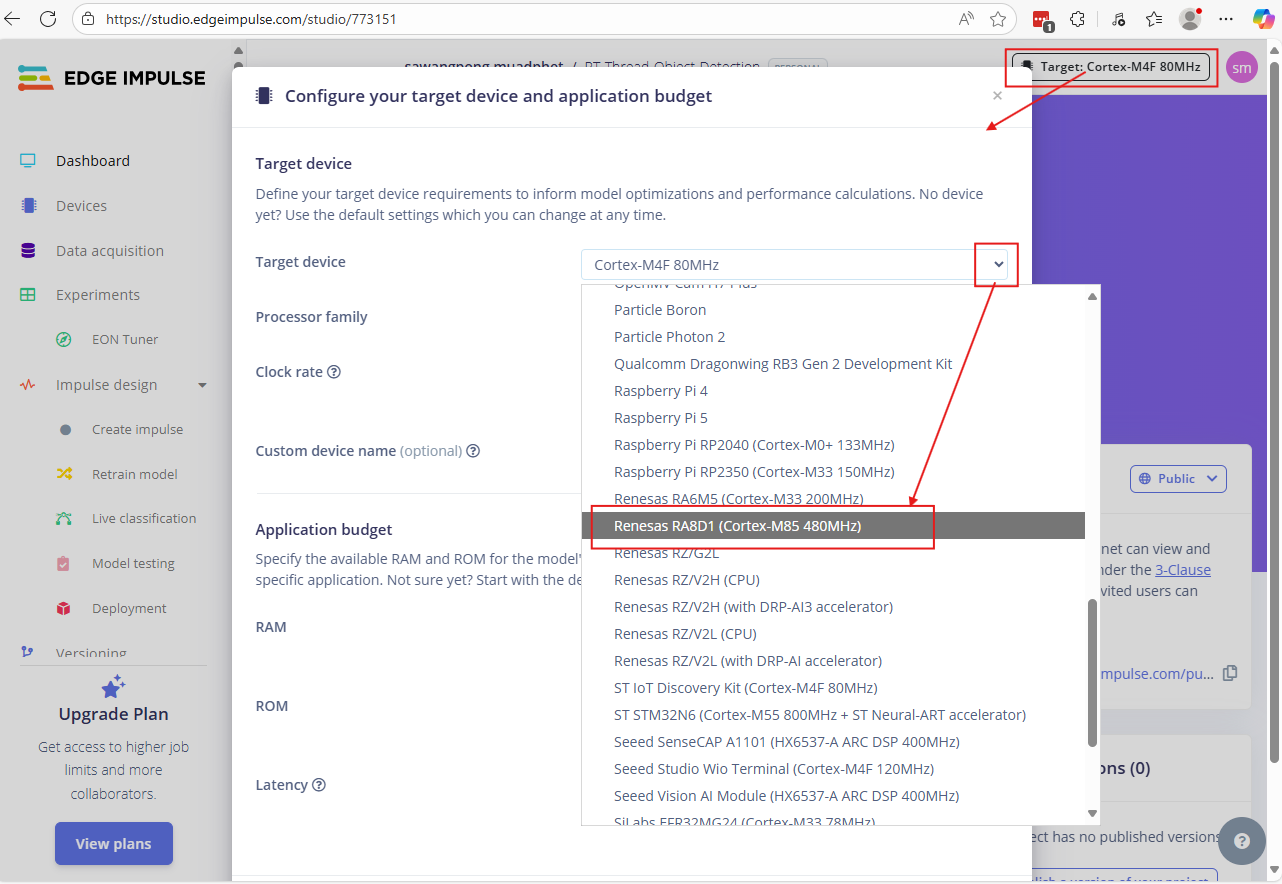 https://studio.edgeimpulse.com/studio/773151
1
EDGE IMPULSE
sawangpong muadphet / RT-Thread-Object-Detection PERSONAL
Target: Cortex-M4F 80MHz
sm
Configure your target device and application budget
×
Dashboard
Devices
Data acquisition
Experiments
EON Tuner
Impulse design
Create impulse
Retrain model
Live classification
Model testing
Deployment
Versioning
Upgrade Plan
Get access to higher job
limits and more
collaborators.
View plans
Target device
Define your target device requirements to inform model optimizations and performance calculations. No device
yet? Use the default settings which you can change at any time.
Target device
Cortex-M4F 80MHz
Processor family
Clock rate
Custom device name (optional)
OpenMV Cam H7 Plus
Particle Boron
Particle Photon 2
Qualcomm Dragonwing RB3 Gen 2 Development Kit
Raspberry Pi 4
Raspberry Pi 5
Raspberry Pi RP2040 (Cortex-M0+ 133MHz)
Raspberry Pi RP2350 (Cortex-M33 150MHz)
Renesas RA6M5 (Cortex-M33 200MHz)
Renesas RA8D1 (Cortex-M85 480MHz)
Renesas RZ/G2L
Renesas RZ/V2H (CPU)
Renesas RZ/V2H (with DRP-AI3 accelerator)
Renesas RZ/V2L (CPU)
Renesas RZ/V2L (with DRP-AI accelerator)
ST IoT Discovery Kit (Cortex-M4F 80MHz)
ST STM32N6 (Cortex-M55 800MHz + ST Neural-ART accelerator)
Seeed SenseCAP A1101 (HX6537-A ARC DSP 400MHz)
Seeed Studio Wio Terminal (Cortex-M4F 120MHz)
Seeed Vision AI Module (HX6537-A ARC DSP 400MHz)
SiLabs EFR32MG24 (Cortex-M33 78MHz)
Application budget
Specify the available RAM and ROM for the model'
specific application. Not sure yet? Start with the de
RAM
ROM
Latency
Public
net can view and
nder the 3-Clause
vited users can
impulse.com/pu...
ons (0)
ect has no published versions